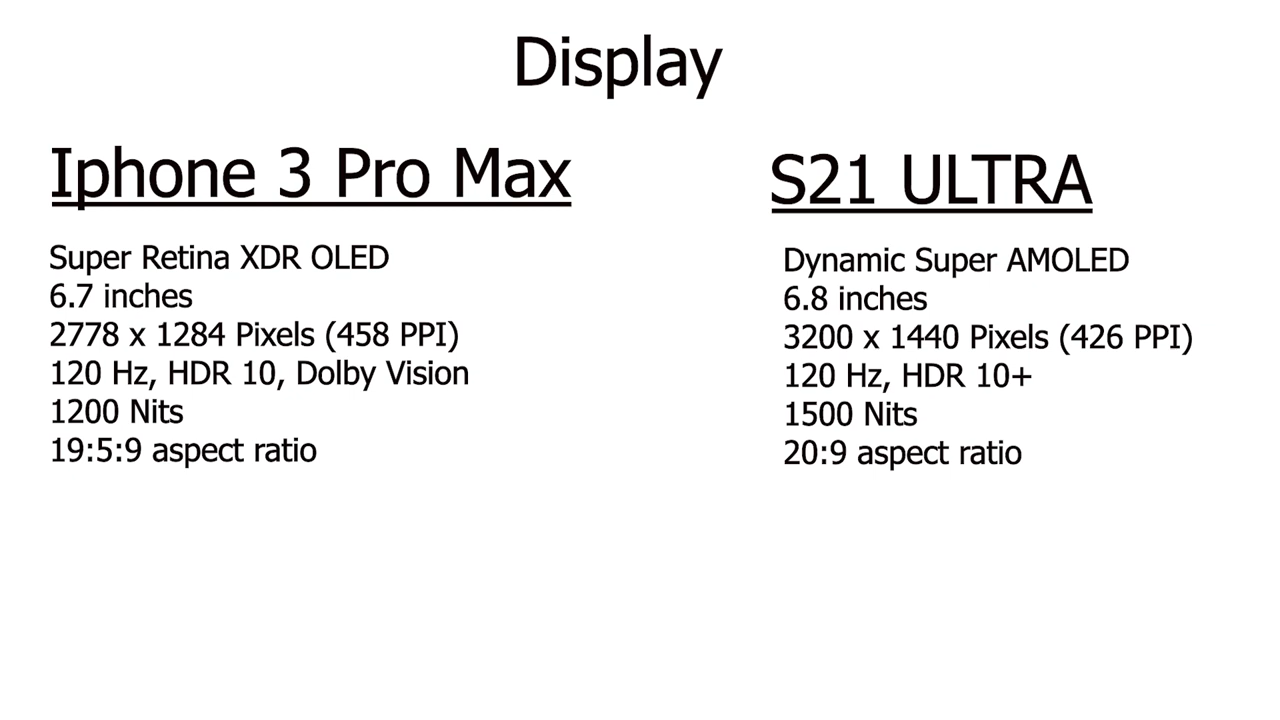 Display
Iphone 3 Pro Max
Super Retina XDR OLED
6.7 inches
2778 x 1284 Pixels (458 PPI)
120 Hz, HDR 10, Dolby Vision
1200 Nits
19:5:9 aspect ratio
S21 ULTRA
Dynamic Super AMOLED
6.8 inches
3200 x 1440 Pixels (426 PPI)
120 Hz, HDR 10+
1500 Nits
20:9 aspect ratio